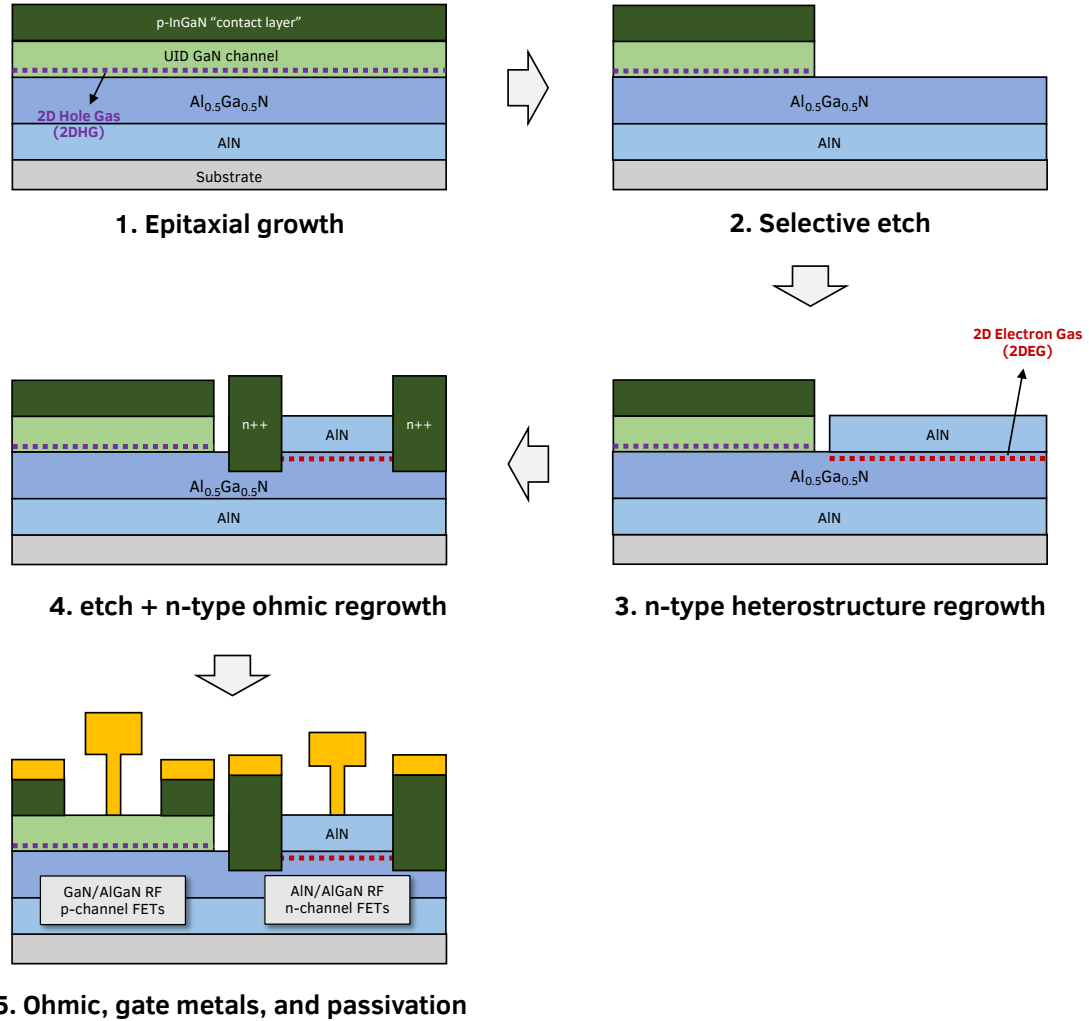 p-InGaN “contact layer”
UID GaN channel
2D Hole Gas
(2DHG)
Al0.5Ga0.5N
AlN
Substrate
1. Epitaxial growth
Al0.5Ga0.5N
AlN
2. Selective etch
2D Electron Gas
(2DEG)
AlN
Al0.5Ga0.5N
AlN
3. n-type heterostructure regrowth
n++
AlN
n++
Al0.5Ga0.5N
AlN
4. etch + n-type ohmic regrowth
AlN
GaN/AlGaN RF
p-channel FETs
AlN/AlGaN RF
n-channel FETs
5. Ohmic, gate metals, and passivation